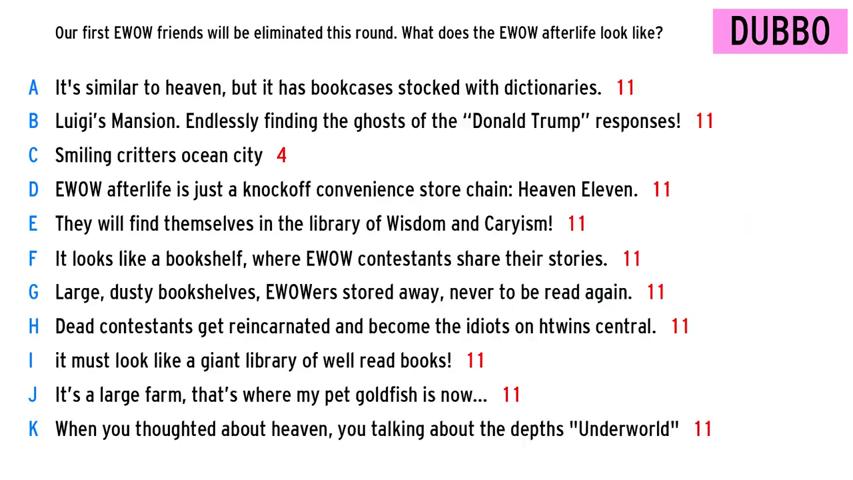 Our first EWOW friends will be eliminated this round. What does the EWOW afterlife look like?
DUBBO
A It's similar to heaven, but it has bookcases stocked with dictionaries. 11
B Luigi’s Mansion. Endlessly finding the ghosts of the “Donald Trump” responses! 11
C Smiling critters ocean city 4
D EWOW afterlife is just a knockoff convenience store chain: Heaven Eleven. 11
E They will find themselves in the library of Wisdom and Caryism! 11
F It looks like a bookshelf, where EWOW contestants share their stories. 11
G Large, dusty bookshelves, EWOWers stored away, never to be read again. 11
H Dead contestants get reincarnated and become the idiots on htwins central. 11
I it must look like a giant library of well read books! 11
J It’s a large farm, that’s where my pet goldfish is now... 11
K When you thoughted about heaven, you talking about the depths "Underworld" 11